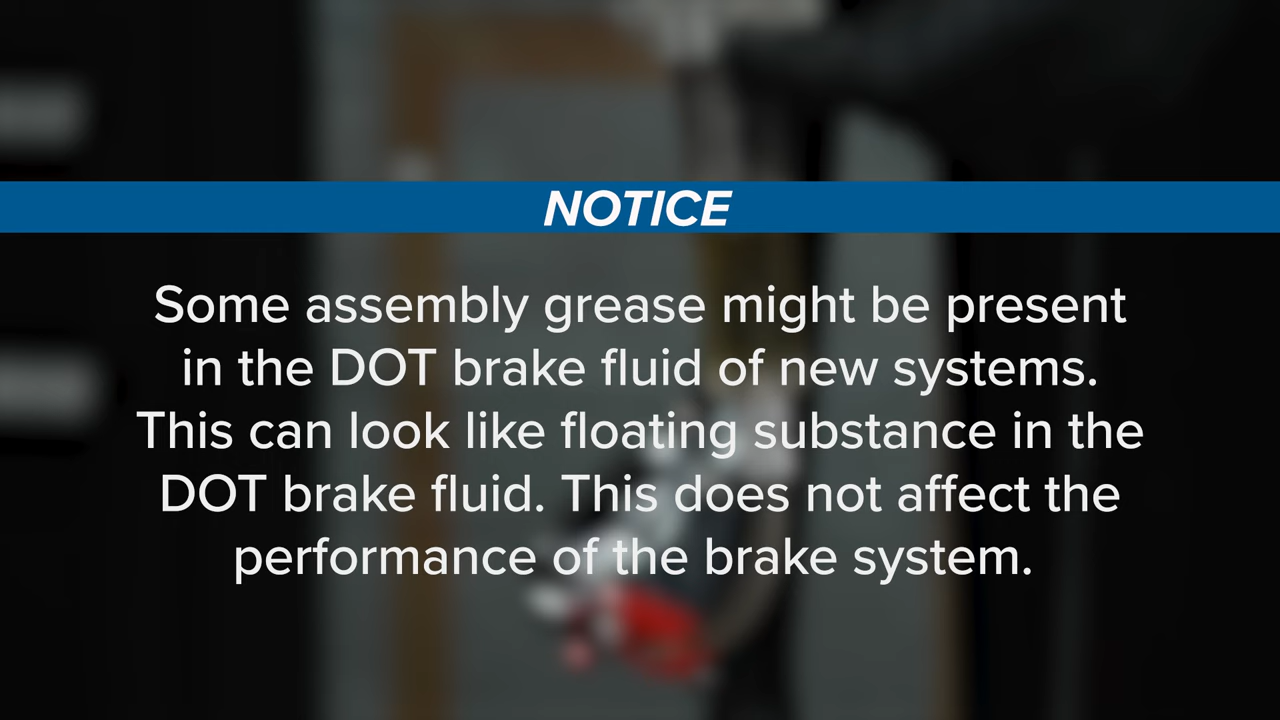 NOTICE
Some assembly grease might be present
in the DOT brake fluid of new systems.
This can look like floating substance in the
DOT brake fluid. This does not affect the
performance of the brake system.